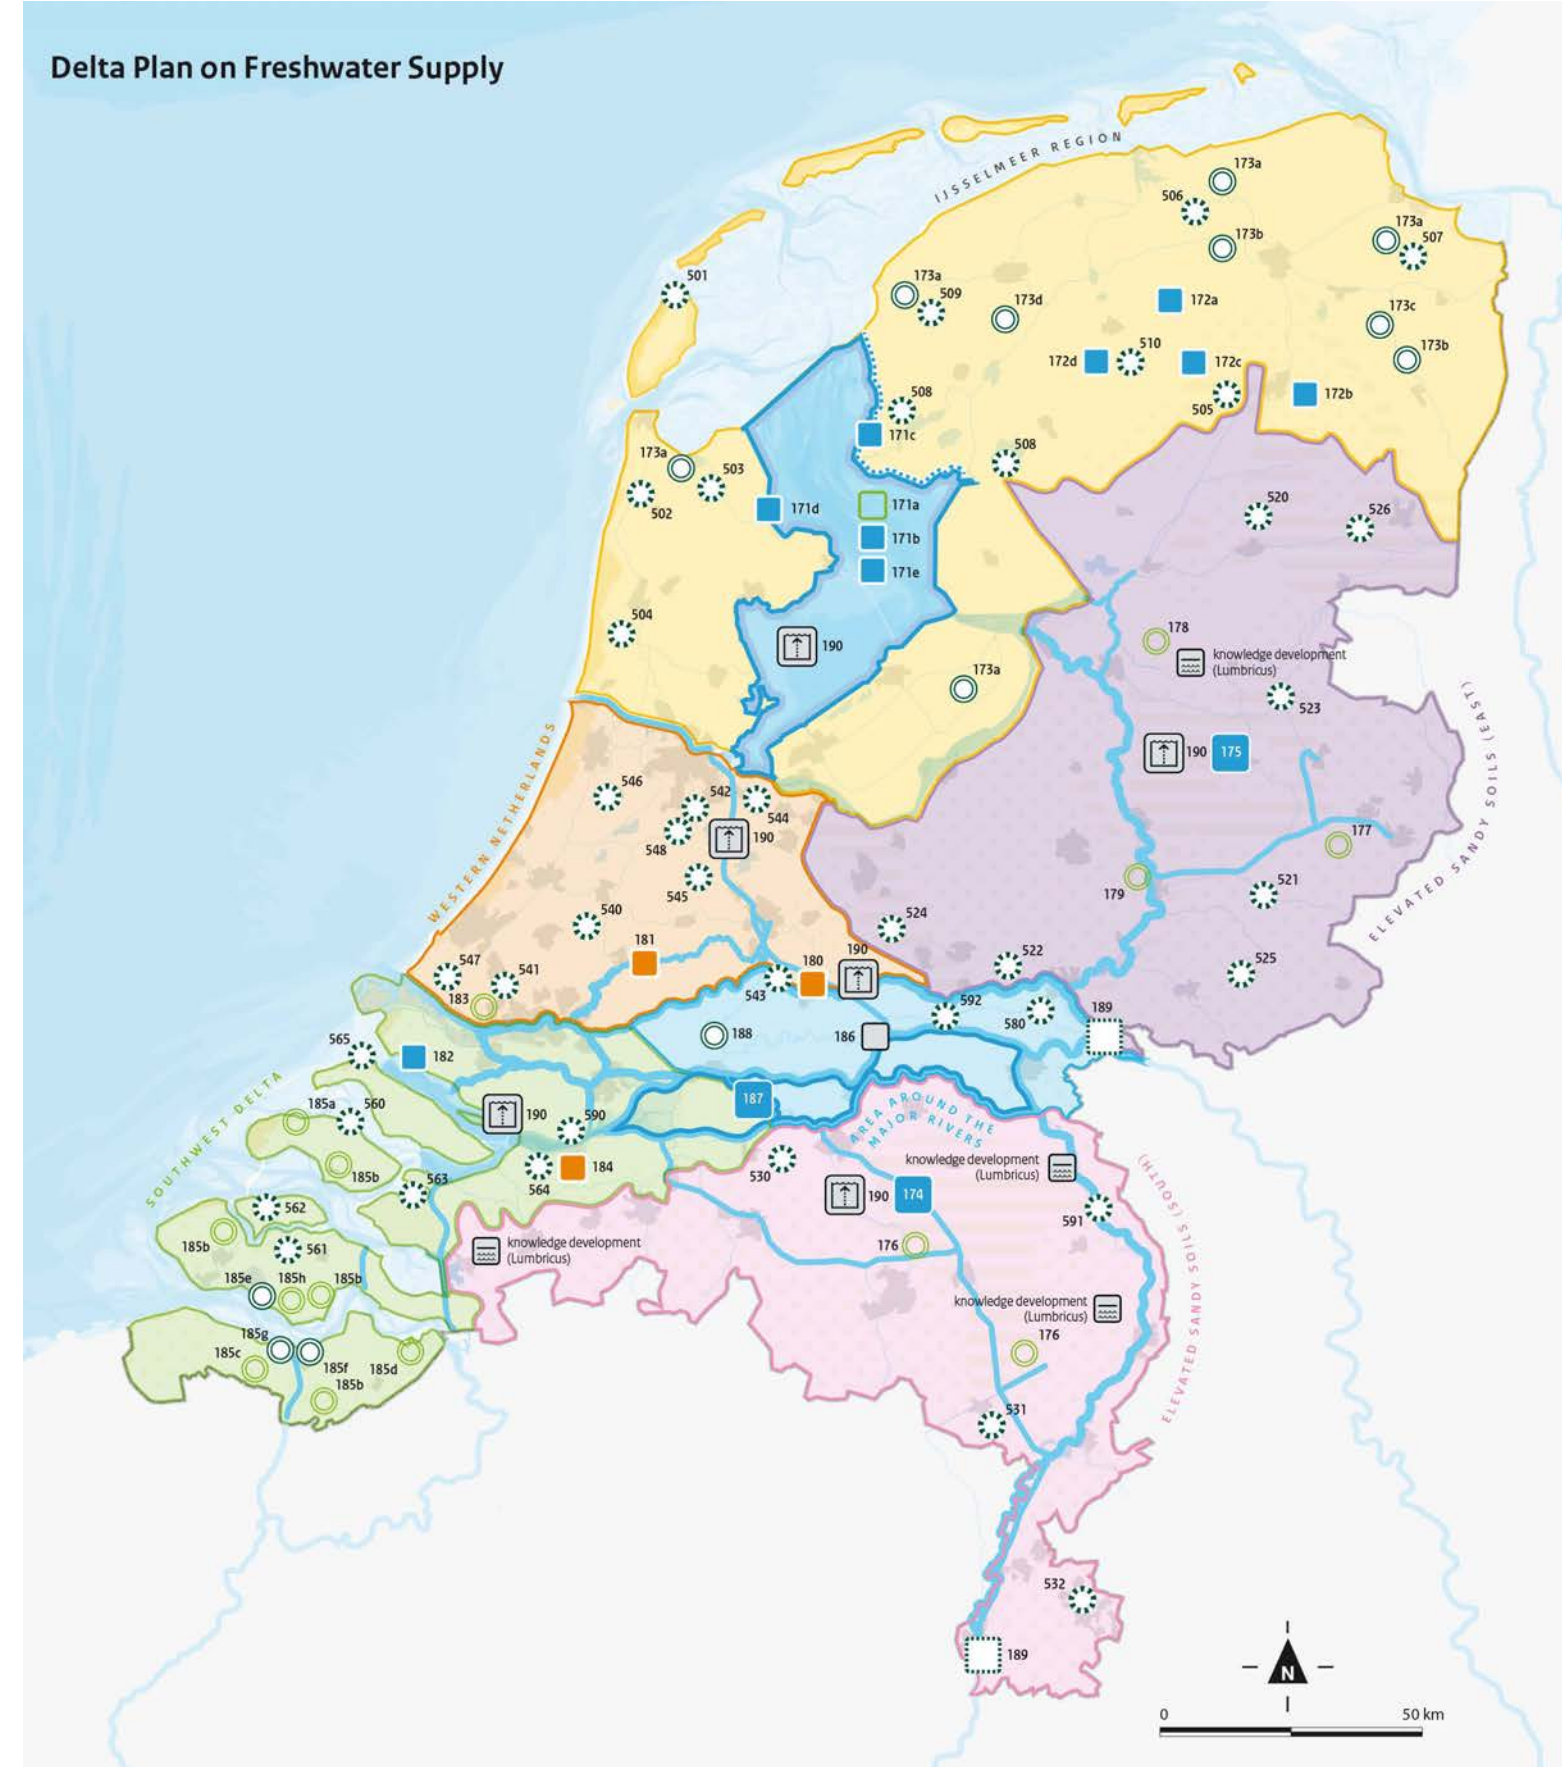 Delta Plan on Freshwater Supply
IJSSELMEER REGION
173a
506
173b
173a
507
501
173a
509
173d
172a
173c
173b
172d
510
172c
505
172b
508
171c
508
173a
503
502
171d
171a
171b
171e
520
526
504
190
178
knowledge development
(Lumbricus)
173a
523
190
175
ELEVATED SANDY SOILS (EAST)
WESTERN NETHERLANDS
546
542
544
548
190
545
177
179
521
540
524
181
190
180
522
525
547
541
183
543
592
580
189
565
182
188
186
SOUTHWEST DELTA
185a
560
190
590
187
AREA AROUND THE
MAJOR RIVERS
185b
563
564
184
530
knowledge development
(Lumbricus)
190
174
591
ELEVATED SANDY SOILS (SOUTH)
562
185b
561
knowledge development
(Lumbricus)
176
185e
185h
185b
knowledge development
(Lumbricus)
185g
185c
185f
185d
185b
176
531
532
189
N
0
50 km